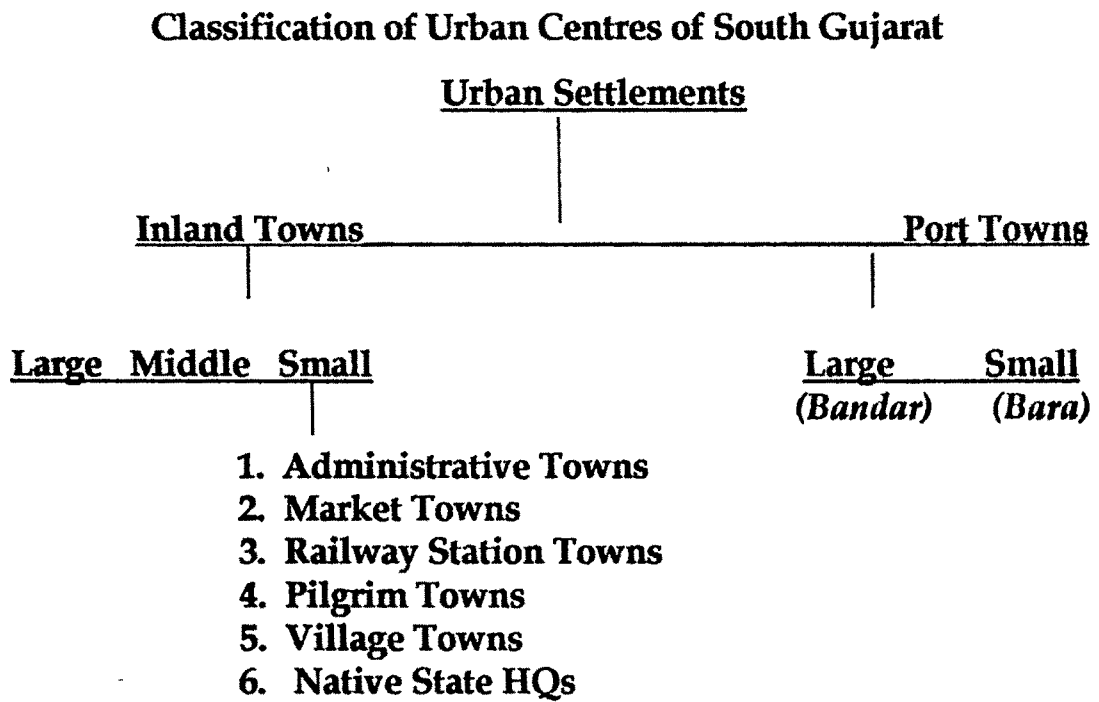 Classification of Urban Centres of South Gujarat
Urban Settlements
Inland Towns Port Towns
Large Middle Small Large Small
(Bandar) (Bara)
1. Administrative Towns
2. Market Towns
3. Railway Station Towns
4. Pilgrim Towns
5. Village Towns
6. Native State HQs